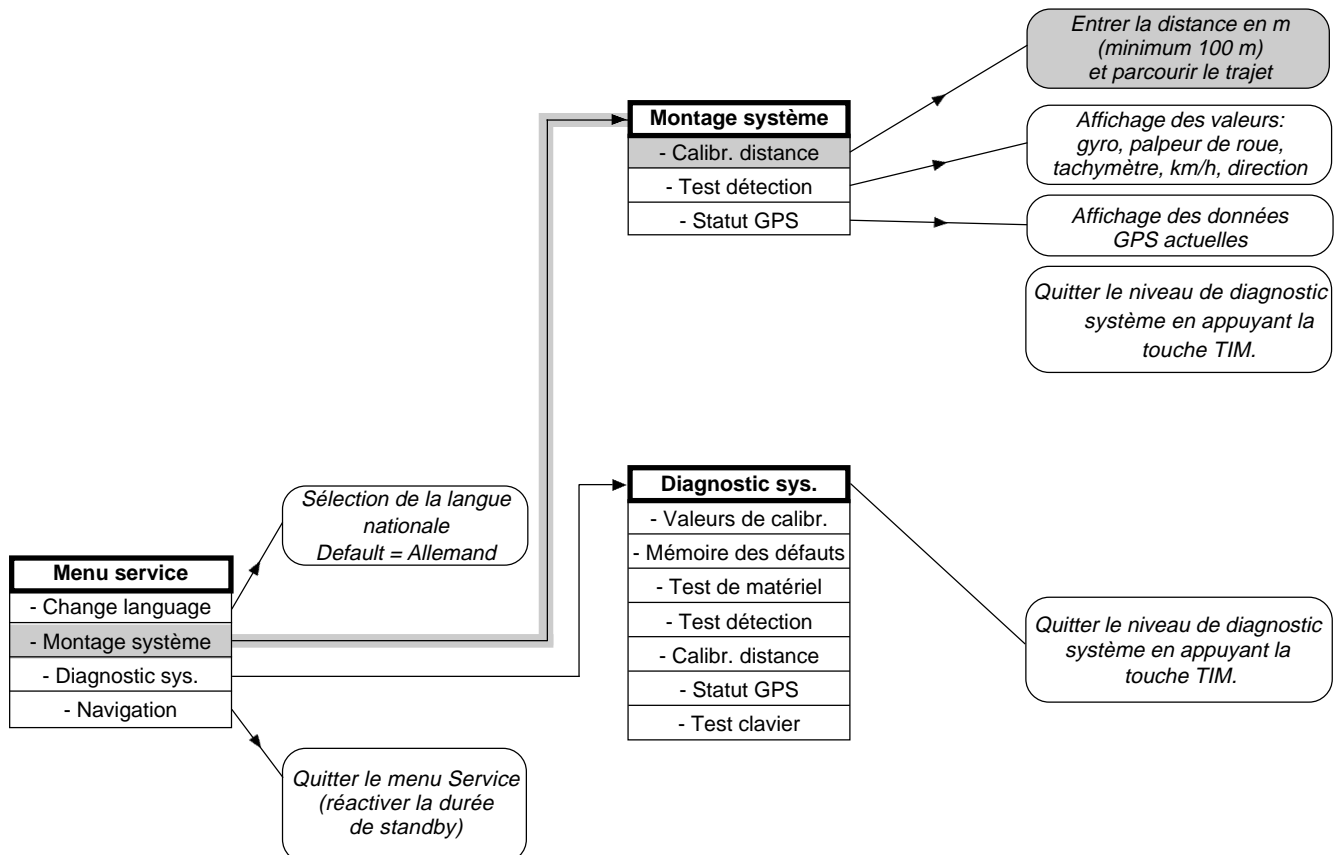 Entrer la distance en m
(minimum 100 m)
et parcourir le trajet
Montage système
- Calibr. distance
- Test détection
- Statut GPS
Affichage des valeurs:
gyro, palpeur de roue,
tachymètre, km/h, direction
Affichage des données
GPS actuelles
Quitter le niveau de diagnostic
système en appuyant la
touche TIM.
Sélection de la langue
nationale
Default = Allemand
Menu service
- Change language
- Montage système
- Diagnostic sys.
- Navigation
Quitter le menu Service
(réactiver la durée
de standby)
Diagnostic sys.
- Valeurs de calibr.
- Mémoire des défauts
- Test de matériel
- Test détection
- Calibr. distance
- Statut GPS
- Test clavier
Quitter le niveau de diagnostic
système en appuyant la
touche TIM.